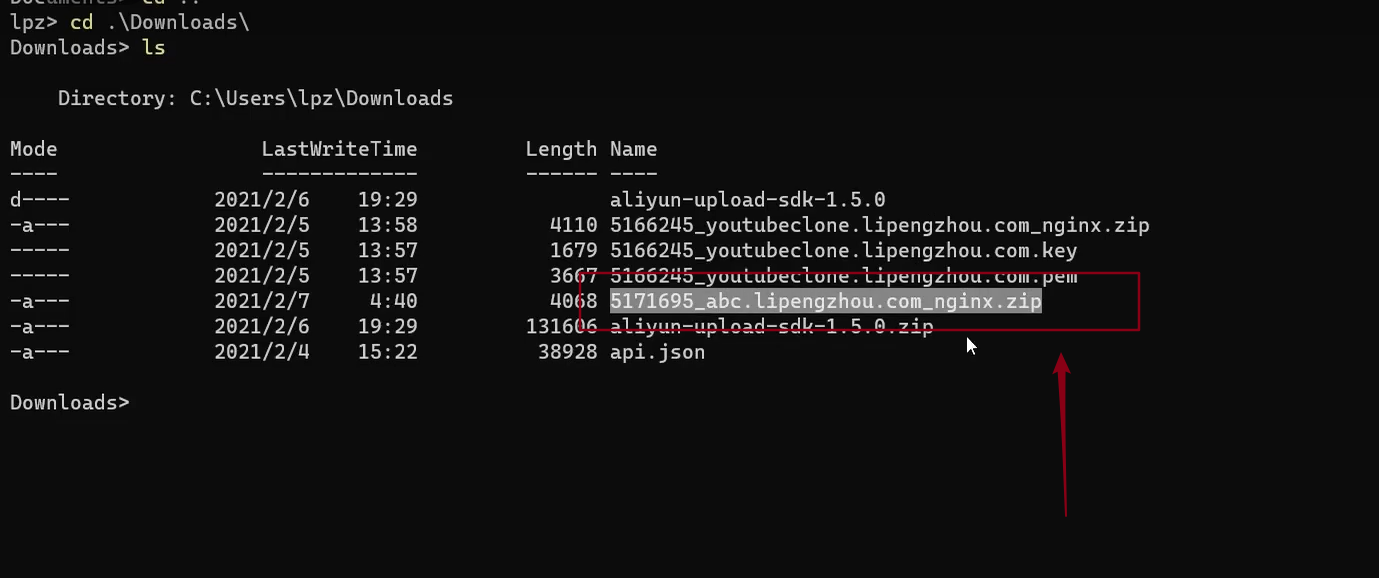 Documents> cd ..
lpz> cd .\Downloads\
Downloads> ls
Directory: C:\Users\lpz\Downloads
Mode LastWriteTime Length Name
---- ------------- ------ ----
d---- 2021/2/6 19:29 aliyun-upload-sdk-1.5.0
-a--- 2021/2/5 13:58 4110 5166245_youtubeclone.lipengzhou.com_nginx.zip
----- 2021/2/5 13:57 1679 5166245_youtubeclone.lipengzhou.com.key
----- 2021/2/5 13:57 3667 5166245_youtubeclone.lipengzhou.com.pem
-a--- 2021/2/7 4:40 4068 5171695_abc.lipengzhou.com_nginx.zip
-a--- 2021/2/6 19:29 131606 aliyun-upload-sdk-1.5.0.zip
-a--- 2021/2/4 15:22 38928 api.json
Downloads>